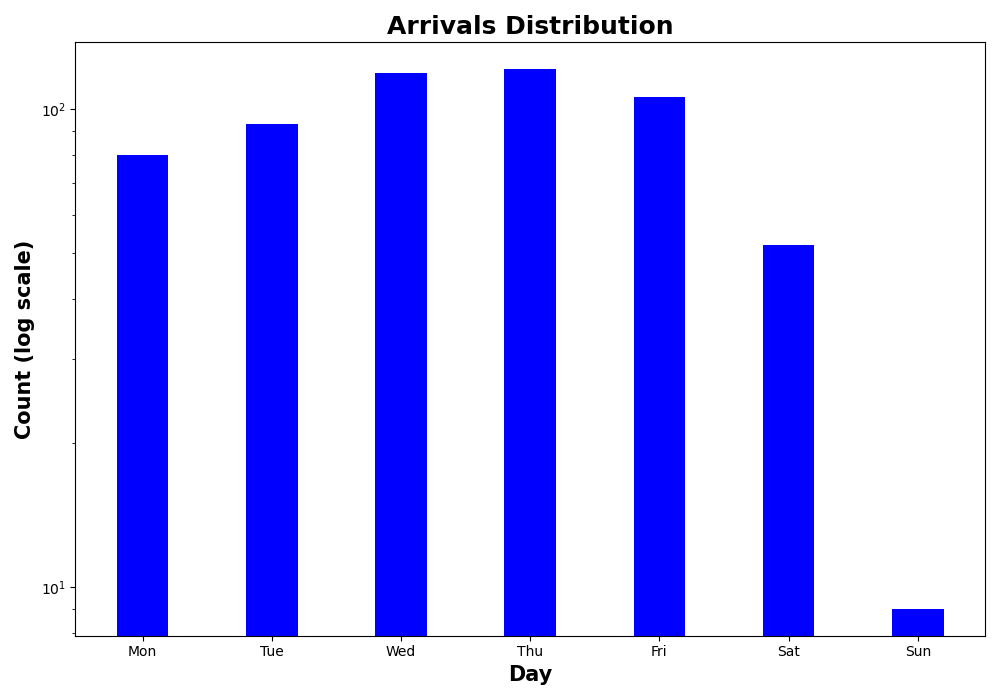 Arrivals Distribution
Count (log scale)
10²
10¹
Mon Tue Wed Thu Fri Sat Sun
Day